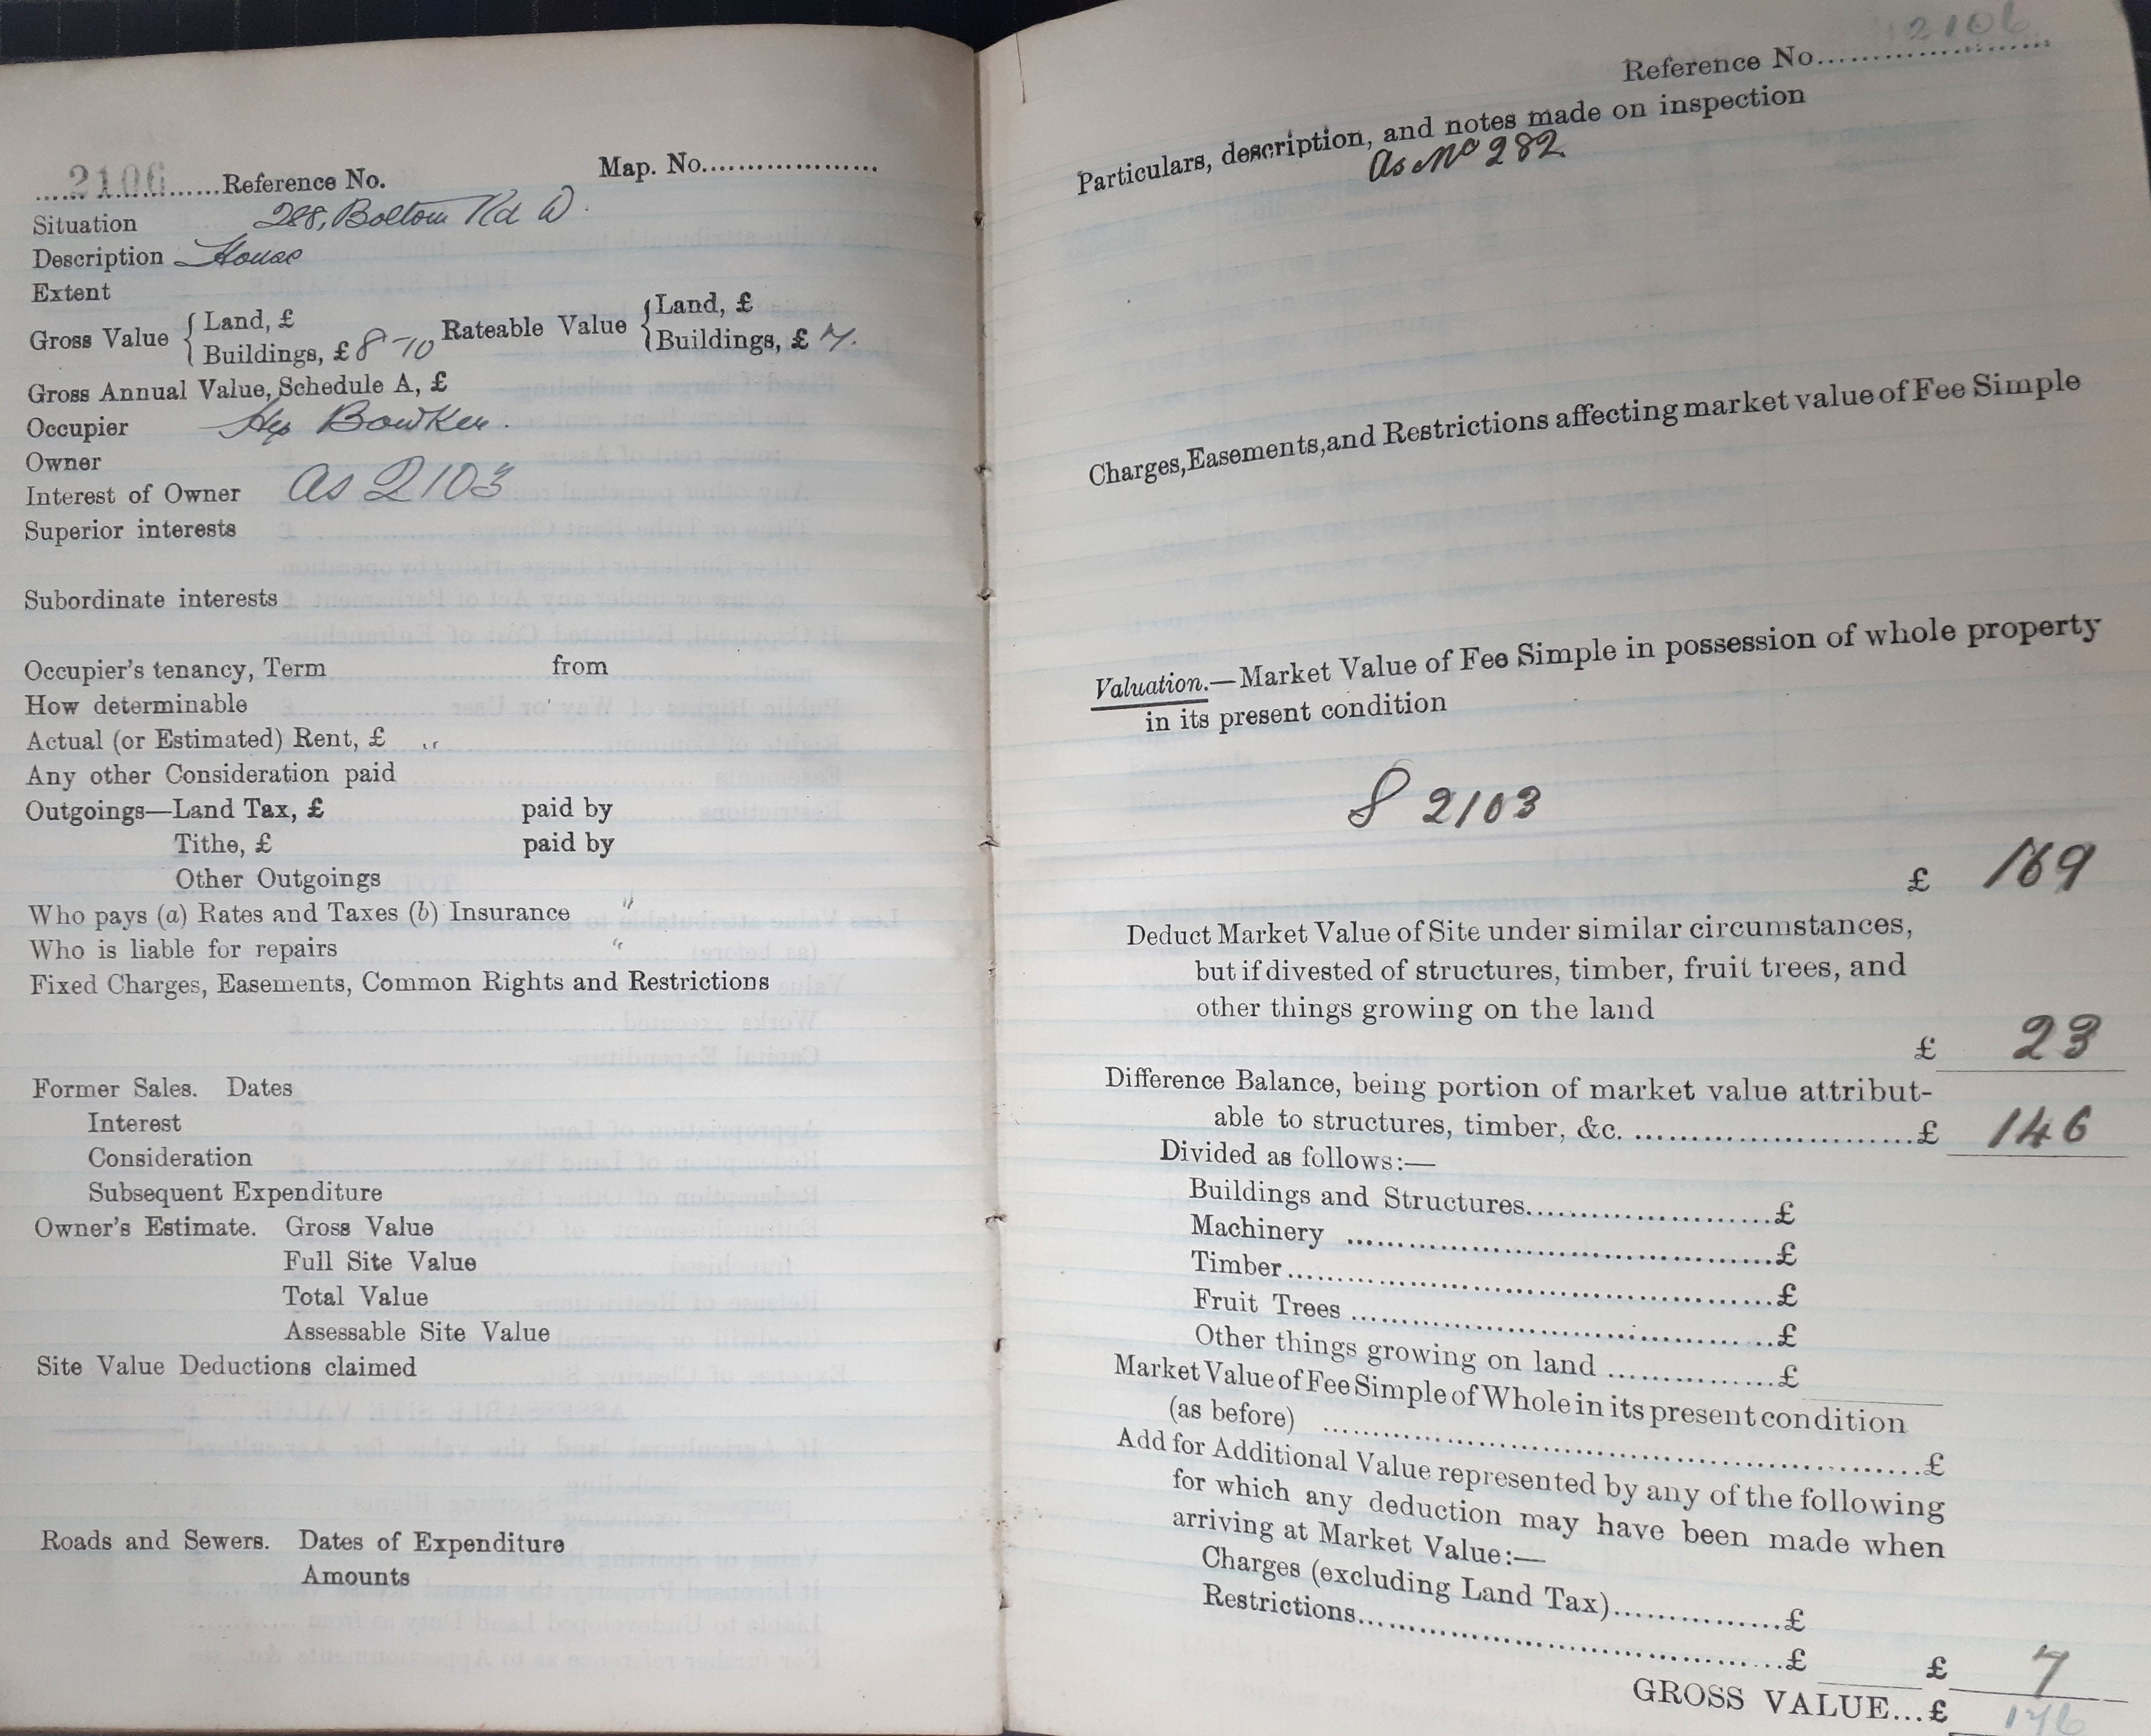 2106 Reference No. Map. No.
Situation 288, Bolton Rd W.
Description House
Extent
Gross Value { Land, £ Rateable Value { Land, £
Buildings, £ 8-10 Buildings, £ 7.
Gross Annual Value, Schedule A, £
Occupier Bowker.
Owner
Interest of Owner as 2103
Superior interests
Subordinate interests
Occupier's tenancy, Term from
How determinable
Actual (or Estimated) Rent, £ "
Any other Consideration paid
Outgoings—Land Tax, £ paid by
Tithe, £ paid by
Other Outgoings
Who pays (a) Rates and Taxes (b) Insurance "
Who is liable for repairs "
Fixed Charges, Easements, Common Rights and Restrictions
Former Sales. Dates
Interest
Consideration
Subsequent Expenditure
Owner's Estimate. Gross Value
Full Site Value
Total Value
Assessable Site Value
Site Value Deductions claimed
Roads and Sewers. Dates of Expenditure
Amounts
Reference No. 2106
Particulars, description, and notes made on inspection
as No 282
Charges, Easements, and Restrictions affecting market value of Fee Simple
Valuation.—Market Value of Fee Simple in possession of whole property
in its present condition
2103
£ 169
Deduct Market Value of Site under similar circumstances,
but if divested of structures, timber, fruit trees, and
other things growing on the land
£ 23
Difference Balance, being portion of market value attribut-
able to structures, timber, &c. £ 146
Divided as follows:—
Buildings and Structures £
Machinery £
Timber £
Fruit Trees £
Other things growing on land £
Market Value of Fee Simple of Whole in its present condition
(as before) £
Add for Additional Value represented by any of the following
for which any deduction may have been made when
arriving at Market Value:—
Charges (excluding Land Tax) £
Restrictions £ £ 7
GROSS VALUE... £ 176